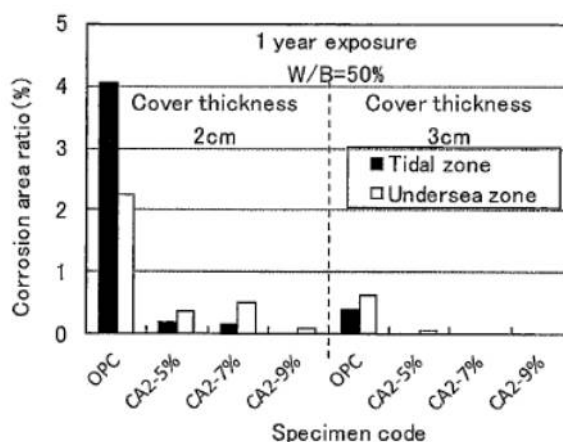 5
1 year exposure
W/B=50%
4
Cover thickness
Cover thickness
2cm
3cm
3
Tidal zone
Undersea zone
2
1
0
Corrosion area ratio(%)
OPC
CA2-5%
CA2-7%
CA2-9%
OPC
CA2-5%
CA2-7%
CA2-9%
Specimen code